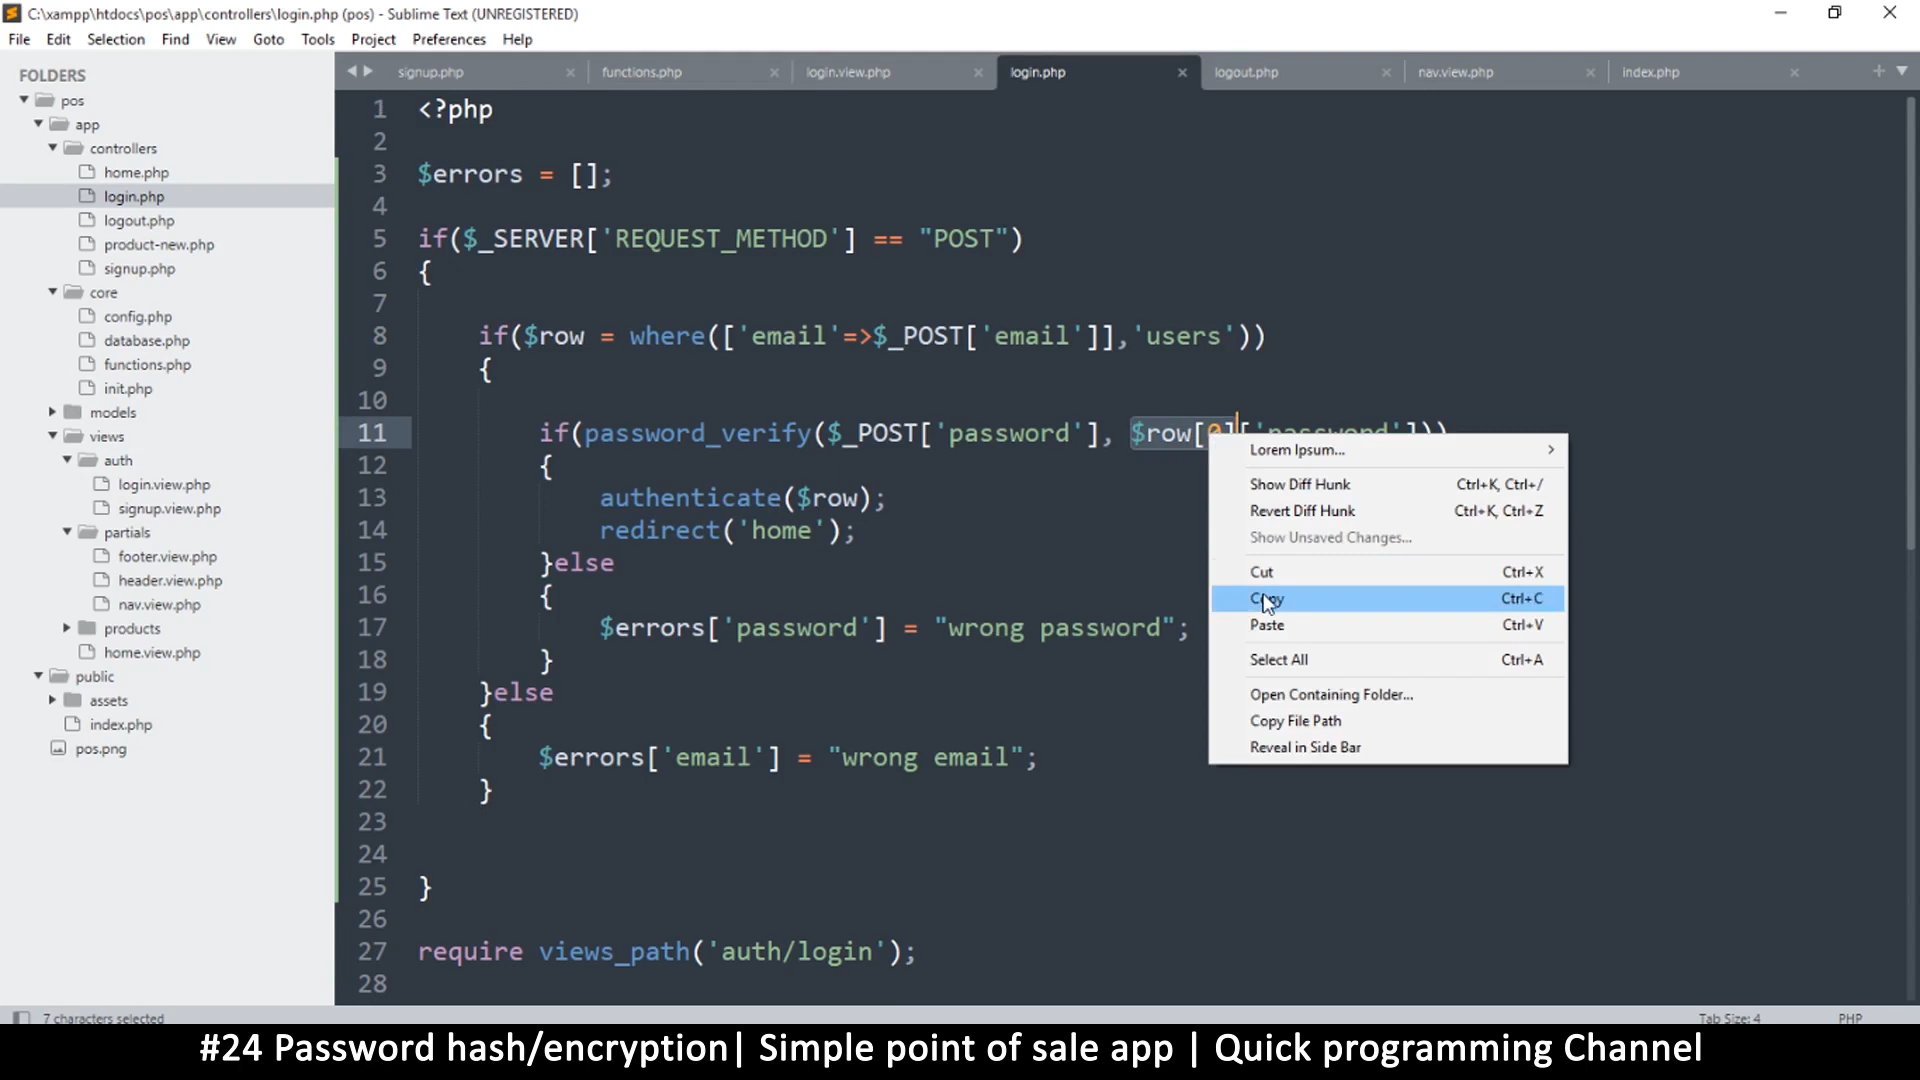 C:\xampp\htdocs\pos\app\controllers\login.php (pos) - Sublime Text (UNREGISTERED)
File Edit Selection Find View Goto Tools Project Preferences Help
FOLDERS
pos
app
controllers
home.php
login.php
logout.php
product-new.php
signup.php
core
config.php
database.php
functions.php
init.php
models
views
auth
login.view.php
signup.view.php
partials
footer.view.php
header.view.php
nav.view.php
products
home.view.php
public
assets
index.php
pos.png
signup.php functions.php login.view.php login.php logout.php nav.view.php index.php
1 <?php
2
3 $errors = [];
4
5 if($_SERVER['REQUEST_METHOD'] == "POST")
6 {
7
8 if($row = where(['email'=>$_POST['email']],'users'))
9 {
10
11 if(password_verify($_POST['password'], $row[0]['password']))
12 {
13 authenticate($row);
14 redirect('home');
15 }else
16 {
17 $errors['password'] = "wrong password";
18 }
19 }else
20 {
21 $errors['email'] = "wrong email";
22 }
23
24
25 }
26
27 require views_path('auth/login');
28
Lorem Ipsum...
Show Diff Hunk Ctrl+K, Ctrl+/
Revert Diff Hunk Ctrl+K, Ctrl+Z
Show Unsaved Changes...
Cut Ctrl+X
Copy Ctrl+C
Paste Ctrl+V
Select All Ctrl+A
Open Containing Folder...
Copy File Path
Reveal in Side Bar
7 characters selected Tab Size: 4 PHP
#24 Password hash/encryption| Simple point of sale app | Quick programming Channel